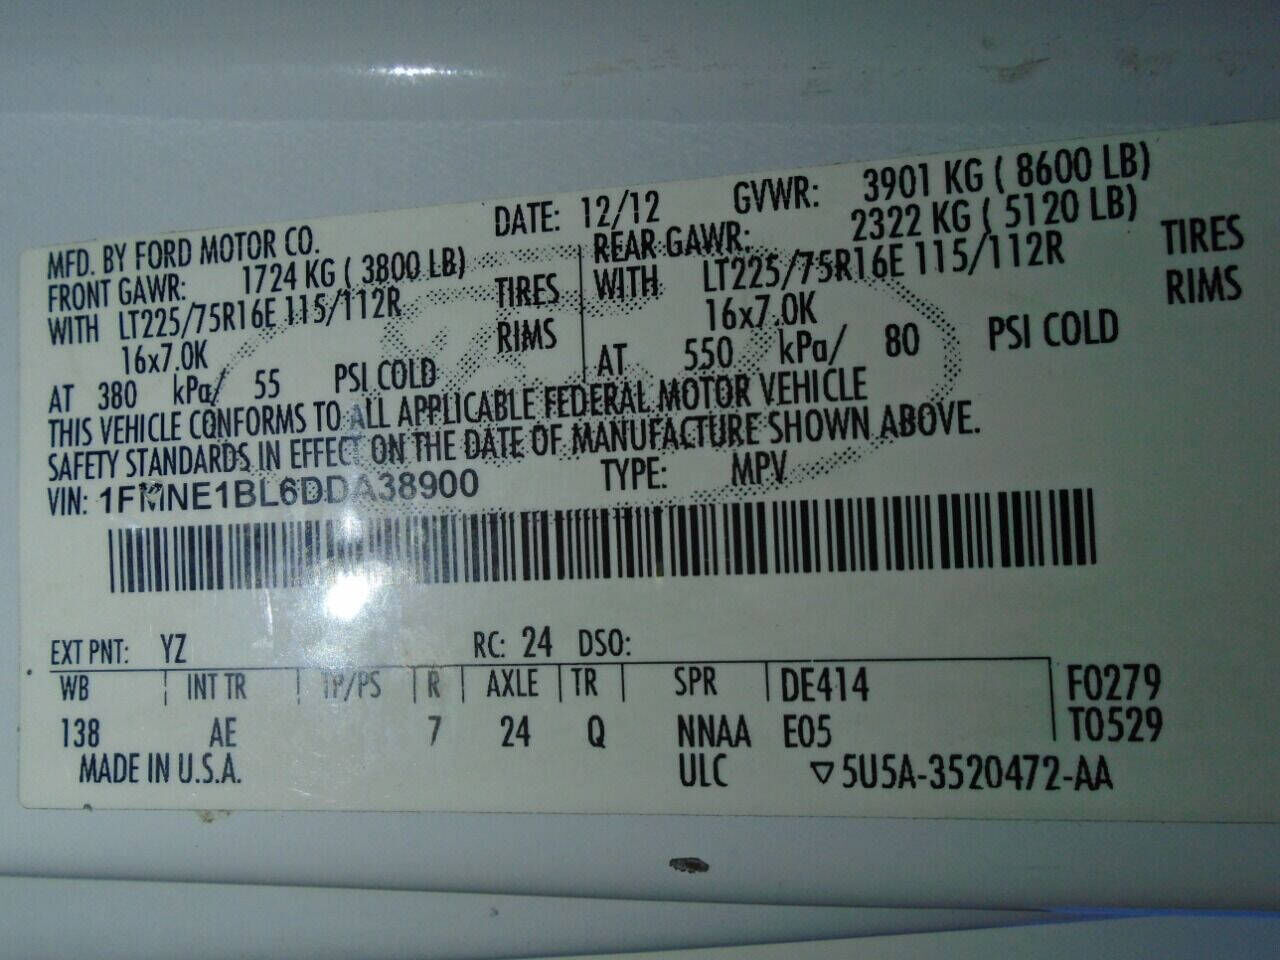 MFD. BY FORD MOTOR CO. DATE: 12/12 GVWR: 3901 KG ( 8600 LB)
FRONT GAWR: 1724 KG ( 3800 LB) REAR GAWR: 2322 KG ( 5120 LB)
WITH LT225/75R16E 115/112R TIRES WITH LT225/75R16E 115/112R TIRES
16x7.0K RIMS 16x7.0K RIMS
AT 380 kPa/ 55 PSI COLD AT 550 kPa/ 80 PSI COLD
THIS VEHICLE CONFORMS TO ALL APPLICABLE FEDERAL MOTOR VEHICLE
SAFETY STANDARDS IN EFFECT ON THE DATE OF MANUFACTURE SHOWN ABOVE.
VIN: 1FMNE1BL6DDA38900 TYPE: MPV
EXT PNT: YZ RC: 24 DSO:
WB INT TR TP/PS R AXLE TR SPR DE414 F0279
138 AE 7 24 Q NNAA E05 T0529
MADE IN U.S.A. ULC ▽5U5A-3520472-AA